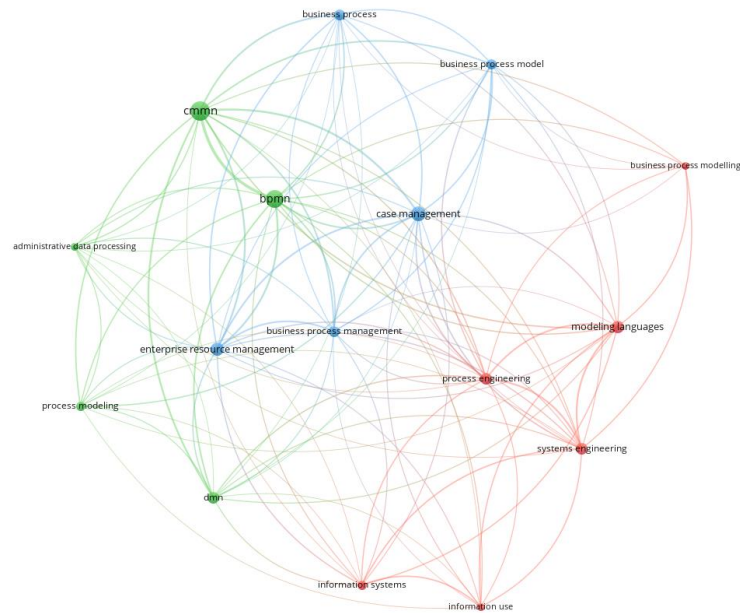 business process
business process model
cmmn
business process modelling
bpmn
case management
administrative data processing
modeling languages
business process management
enterprise resource management
process engineering
process modeling
systems engineering
dmn
information systems
information use